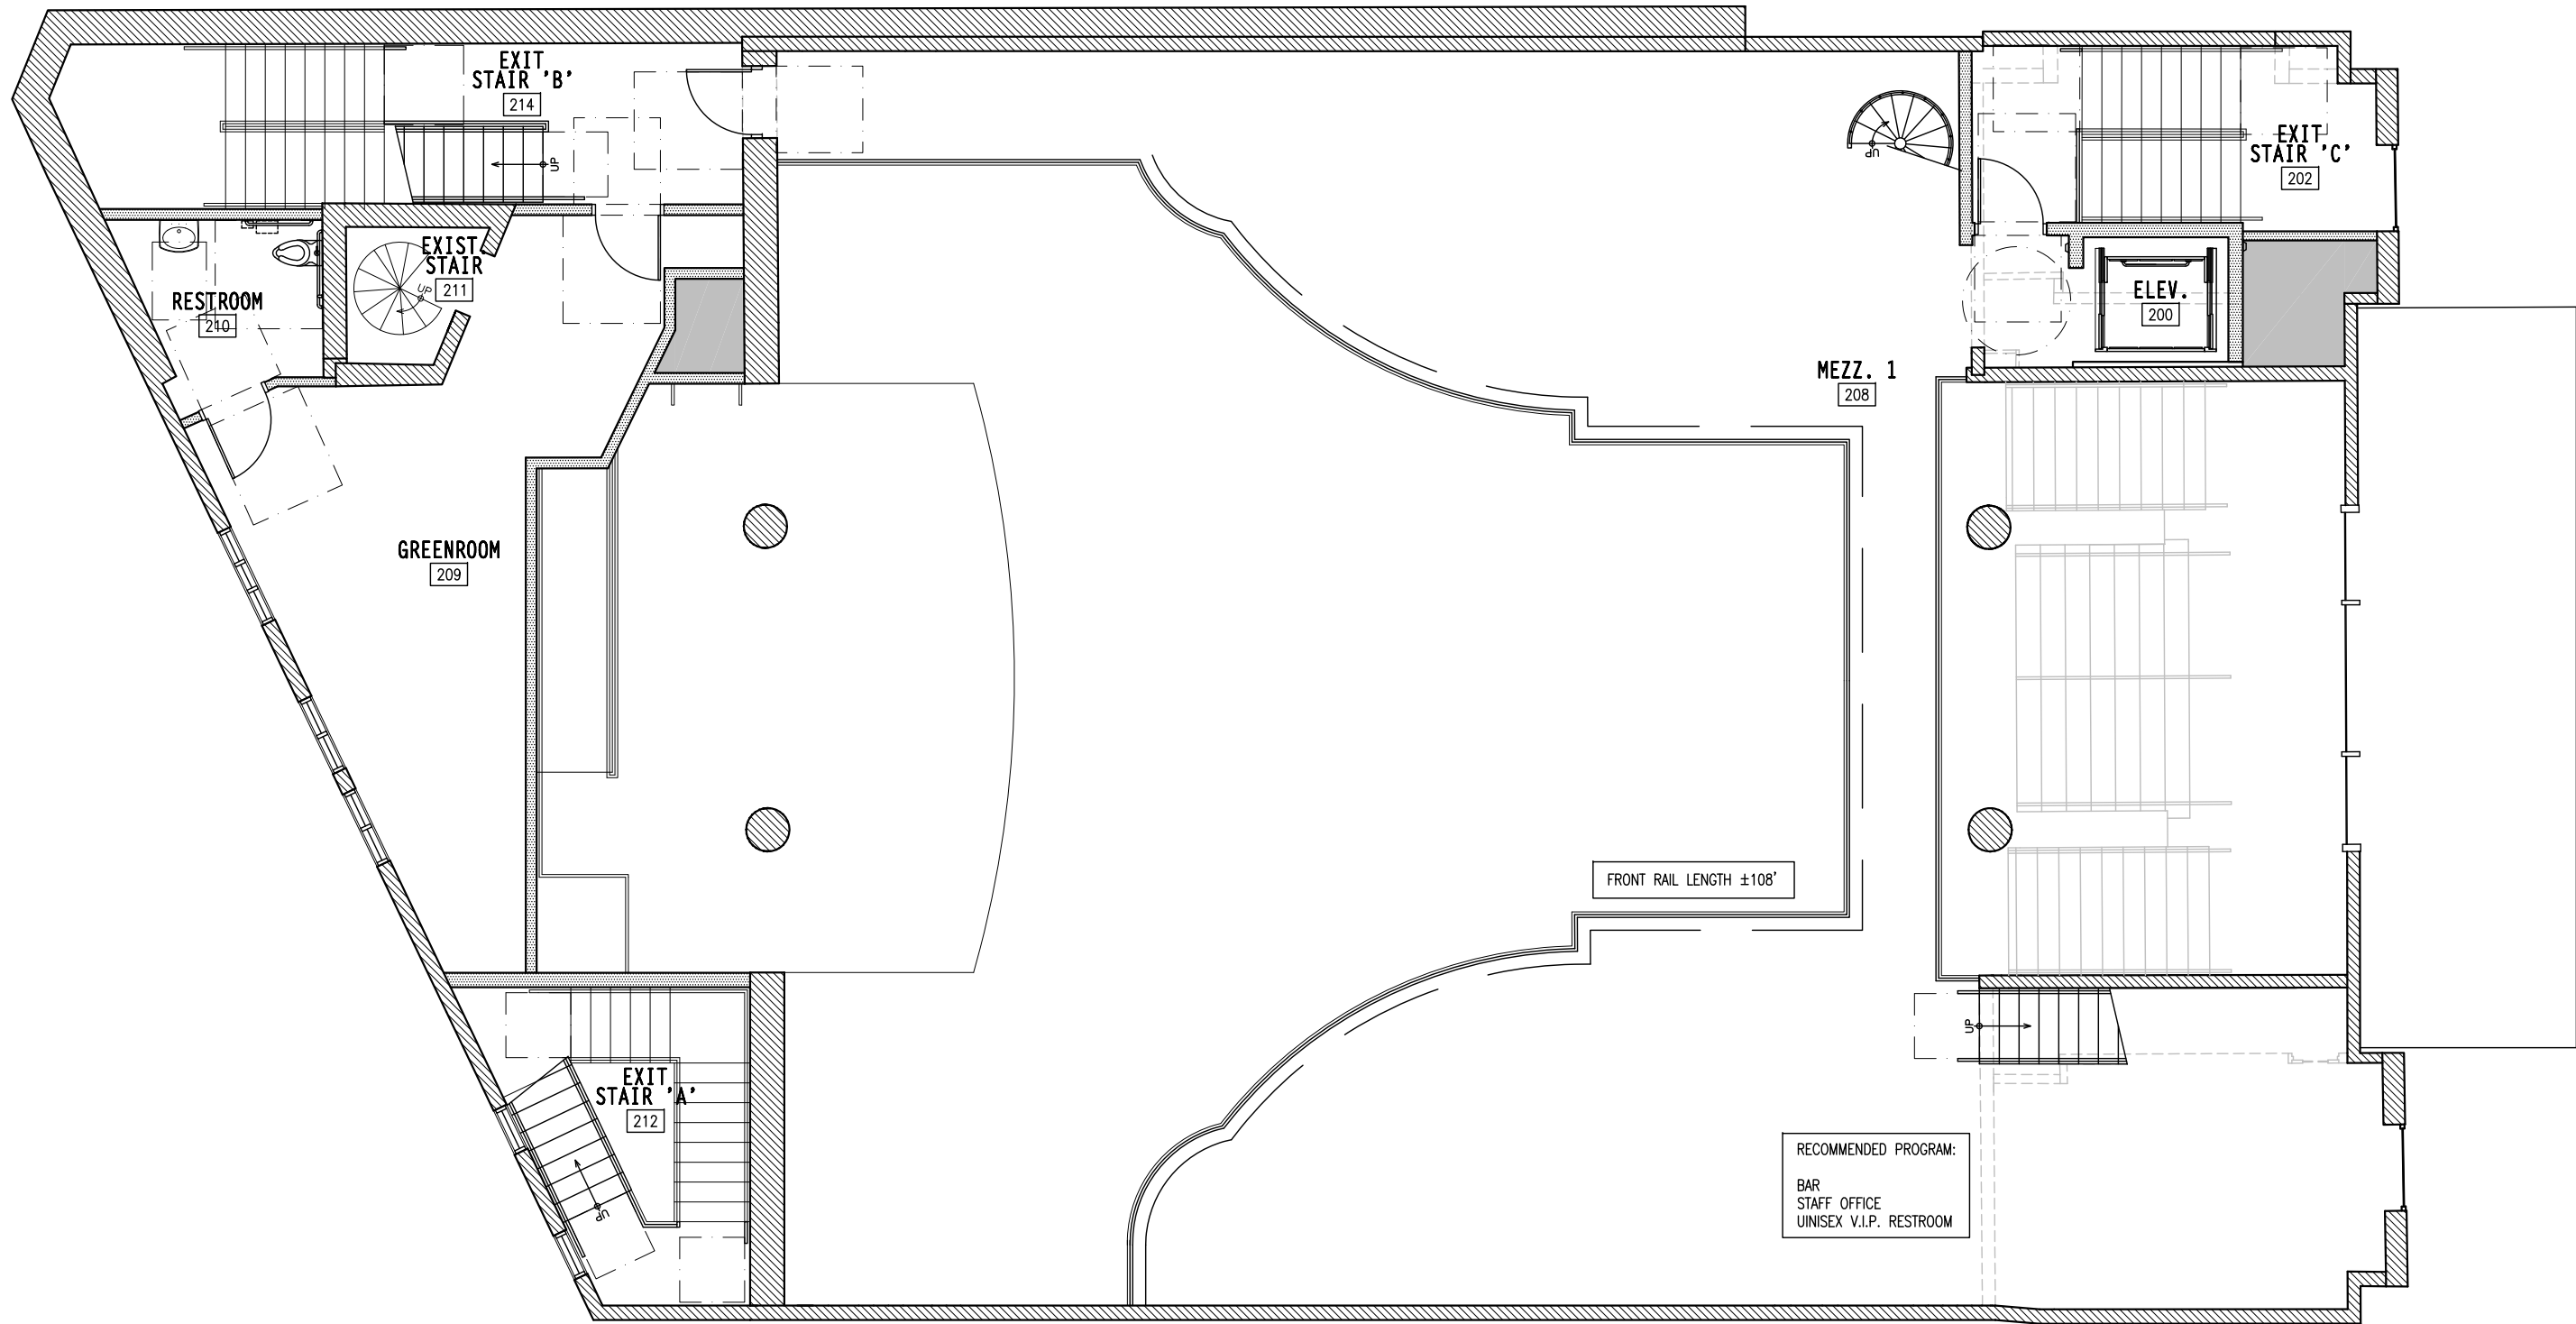 EXIT
STAIR 'B'
214
UP
UP
EXIT
STAIR 'C'
202
EXIST.
STAIR
211
UP
RESTROOM
210
ELEV.
200
MEZZ. 1
208
GREENROOM
209
FRONT RAIL LENGTH ±108'
UP
EXIT
STAIR 'A'
212
UP
RECOMMENDED PROGRAM:
BAR
STAFF OFFICE
UINISEX V.I.P. RESTROOM